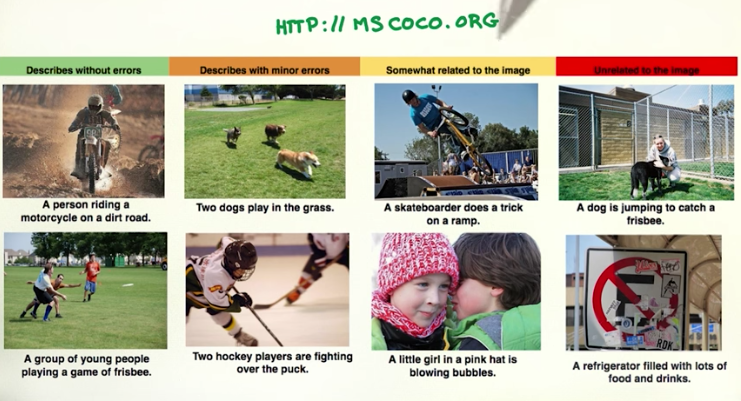 HTTP://MSCOCO.ORG
Describes without errors
Describes with minor errors
Somewhat related to the image
Unrelated to the image
A person riding a
motorcycle on a dirt road.
Two dogs play in the grass.
A skateboarder does a trick
on a ramp.
A dog is jumping to catch a
frisbee.
A group of young people
playing a game of frisbee.
Two hockey players are fighting
over the puck.
A little girl in a pink hat is
blowing bubbles.
RDK
A refrigerator filled with lots of
food and drinks.